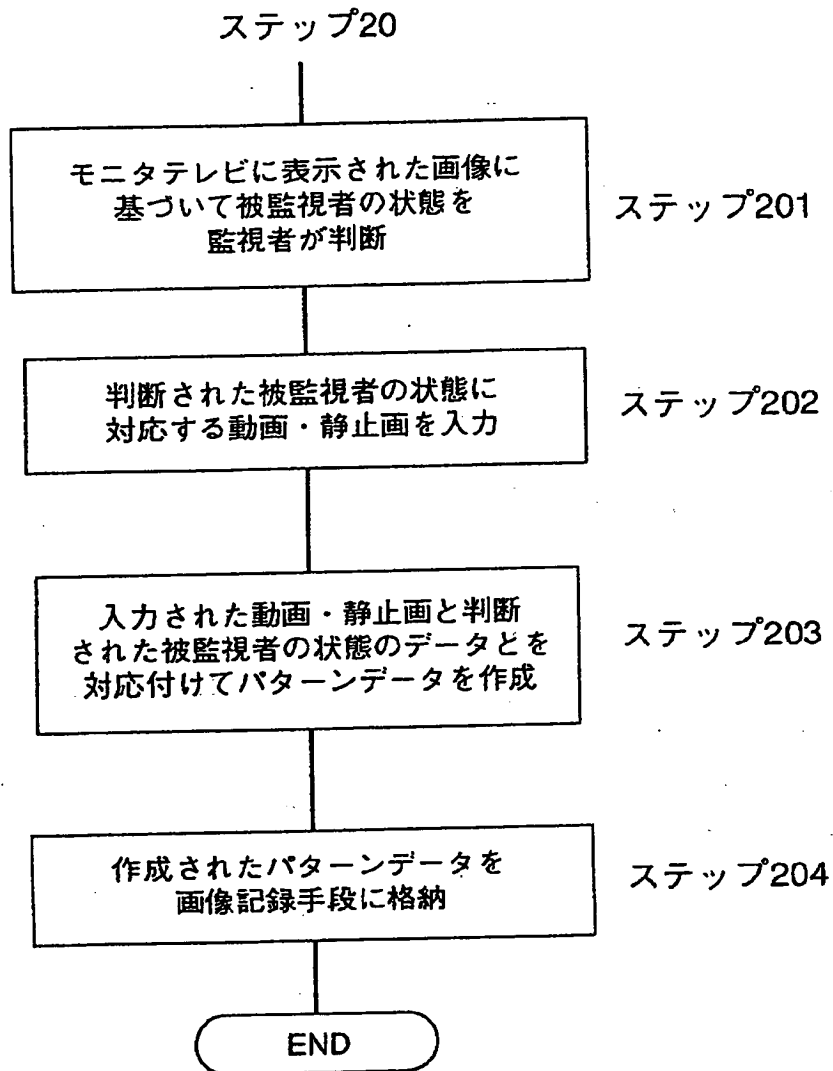 ステップ20
モニタテレビに表示された画像に
基づいて被監視者の状態を
監視者が判断
ステップ201
判断された被監視者の状態に
対応する動画・静止画を入力
ステップ202
入力された動画・静止画と判断
された被監視者の状態のデータとを
対応付けてパターンデータを作成
ステップ203
作成されたパターンデータを
画像記録手段に格納
ステップ204
END